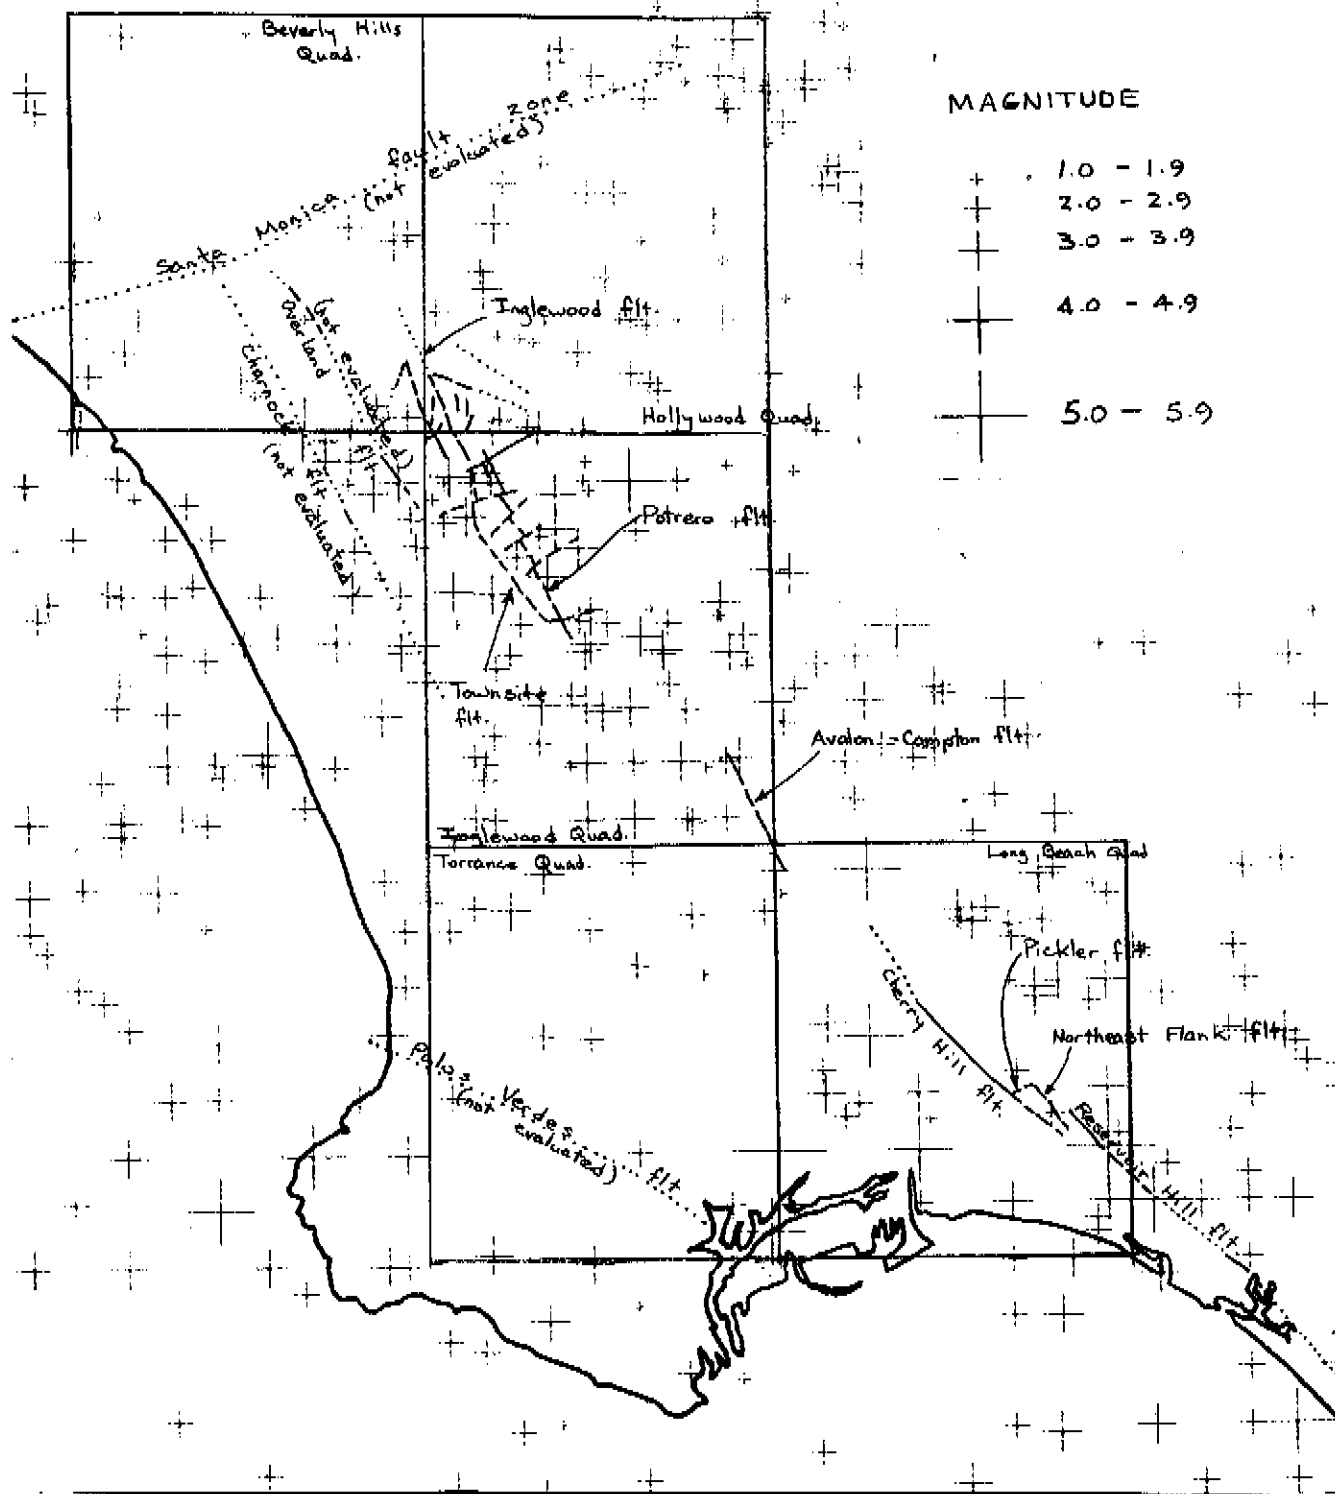 Beverly Hills
Quad.
MAGNITUDE
1.0 - 1.9
2.0 - 2.9
3.0 - 3.9
4.0 - 4.9
5.0 - 5.9
Santa Monica fault zone
(not evaluated)
Inglewood flt.
Overland flt
(not evaluated)
Charnock flt.
(not evaluated)
Hollywood Quad.
Potrero flt.
Townsite
flt.
Avalon-Compton flt.
Inglewood Quad.
Torrance Quad.
Long Beach Quad
Pickler flt.
Cherry Hill flt.
Northeast Flank flt.
Reservoir Hill flt.
Palos Verdes flt.
(not evaluated)